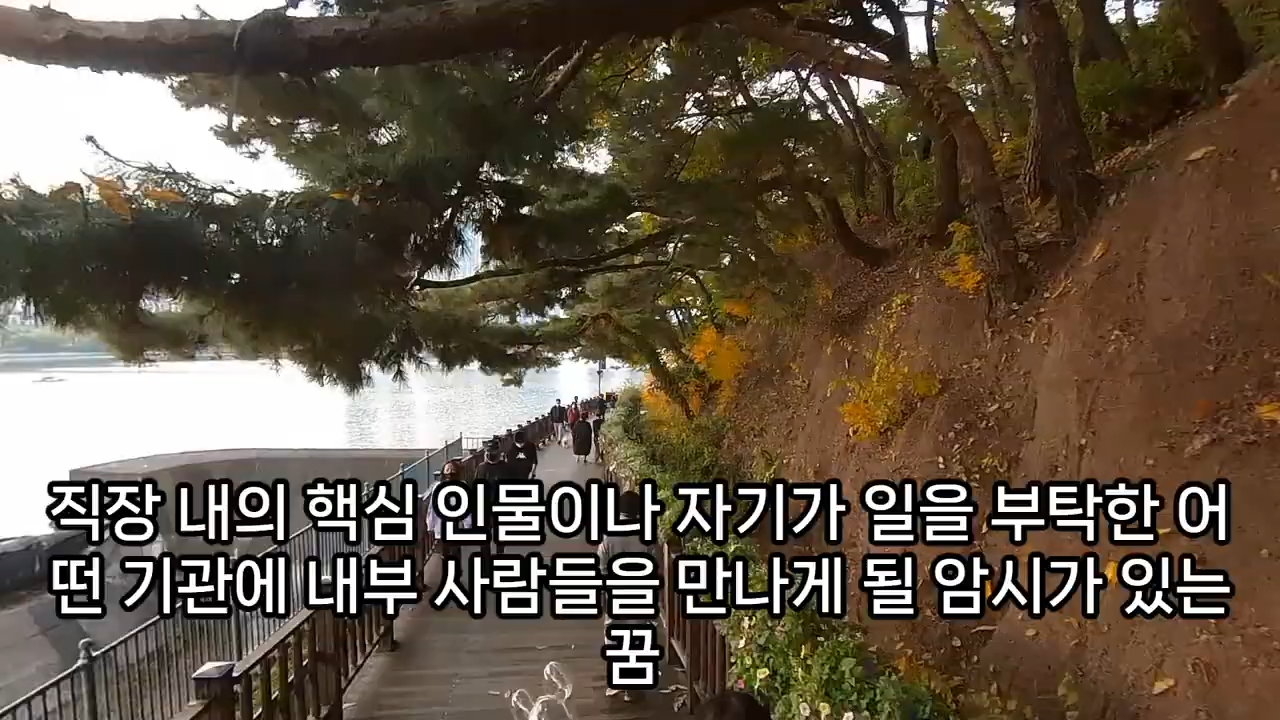 직장 내의 핵심 인물이나 자기가 일을 부탁한 어
떤 기관에 내부 사람들을 만나게 될 암시가 있는
꿈